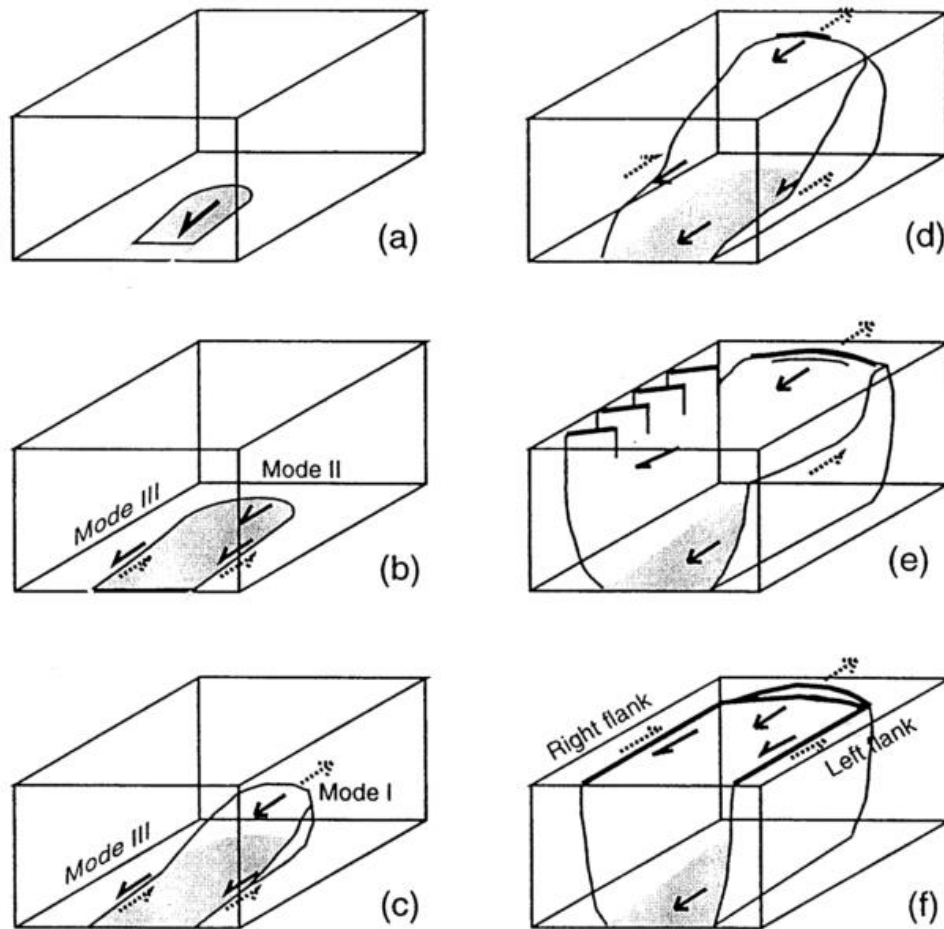 (a)
(d)
Mode III
Mode II
(b)
(e)
Mode III
Mode I
(c)
Right flank
Left flank
(f)